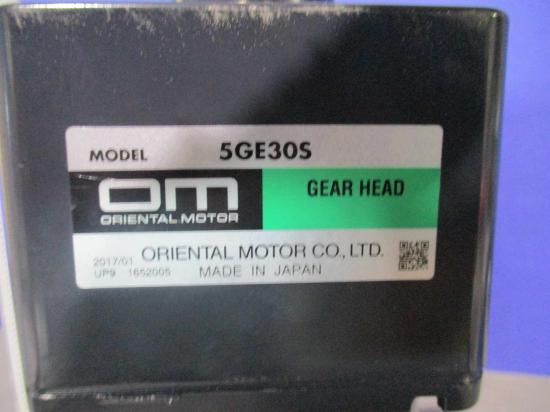 MODEL 5GE30S
OM
ORIENTAL MOTOR
GEAR HEAD
2017/01 ORIENTAL MOTOR CO., LTD.
UP9 1652005 MADE IN JAPAN